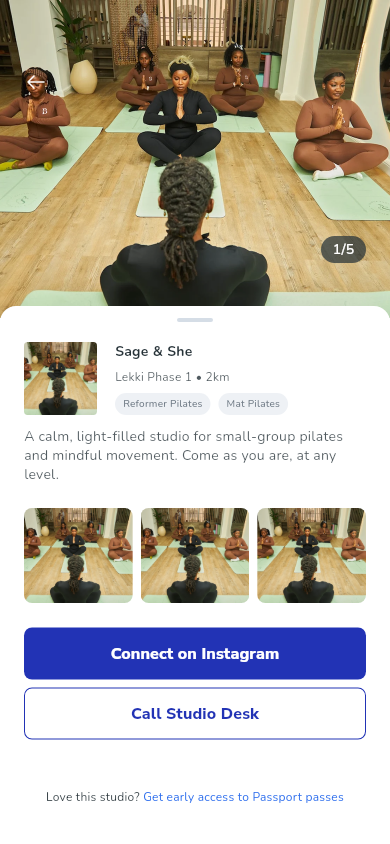 1/5
Sage & She
Lekki Phase 1 • 2km
Reformer Pilates
Mat Pilates
A calm, light-filled studio for small-group pilates
and mindful movement. Come as you are, at any
level.
Connect on Instagram
Call Studio Desk
Love this studio? Get early access to Passport passes